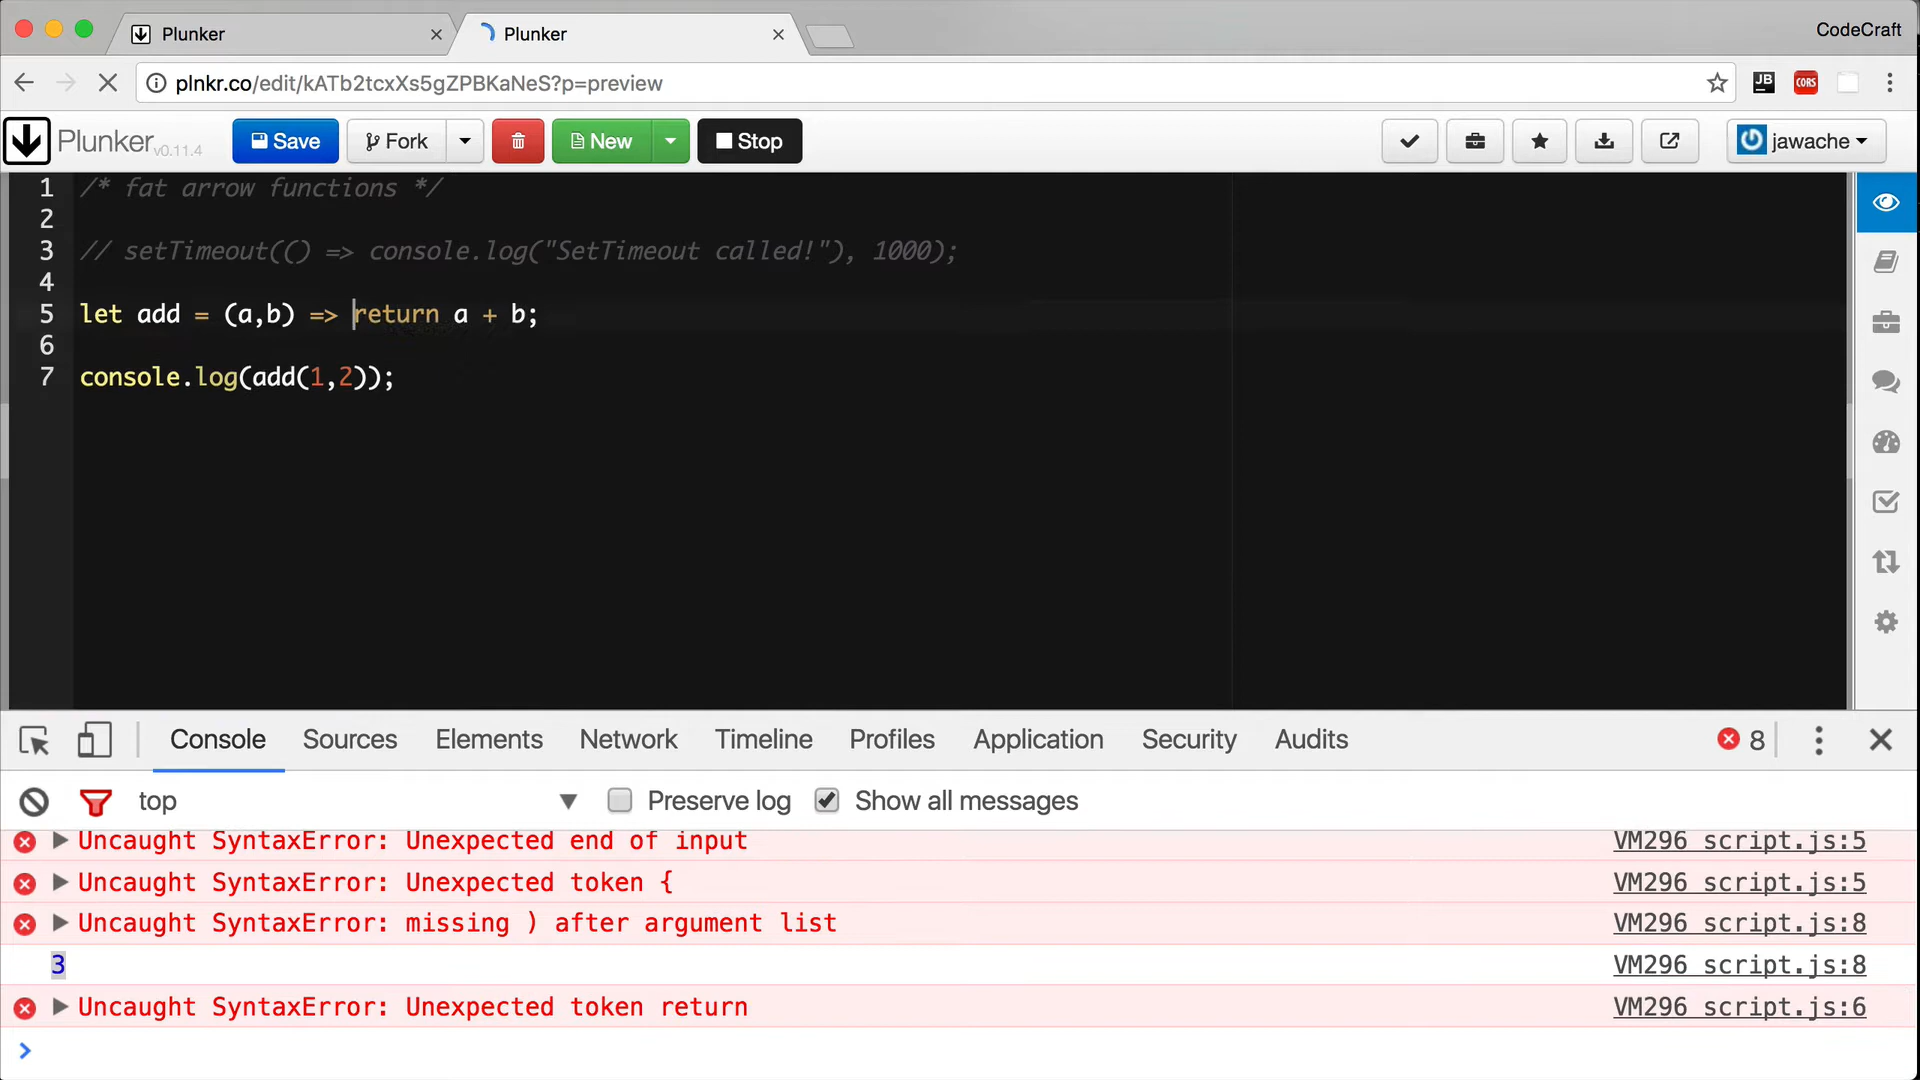 Plunker
Plunker
CodeCraft
plnkr.co/edit/kATb2tcxXs5gZPBKaNeS?p=preview
JB
CORS
Plunker v0.11.4
Save
Fork
New
Stop
jawache
1 /* fat arrow functions */
2
3 // setTimeout(() => console.log("SetTimeout called!"), 1000);
4
5 let add = (a,b) => return a + b;
6
7 console.log(add(1,2));
Console Sources Elements Network Timeline Profiles Application Security Audits 8
top Preserve log Show all messages
Uncaught SyntaxError: Unexpected end of input VM296 script.js:5
Uncaught SyntaxError: Unexpected token { VM296 script.js:5
Uncaught SyntaxError: missing ) after argument list VM296 script.js:8
3 VM296 script.js:8
Uncaught SyntaxError: Unexpected token return VM296 script.js:6